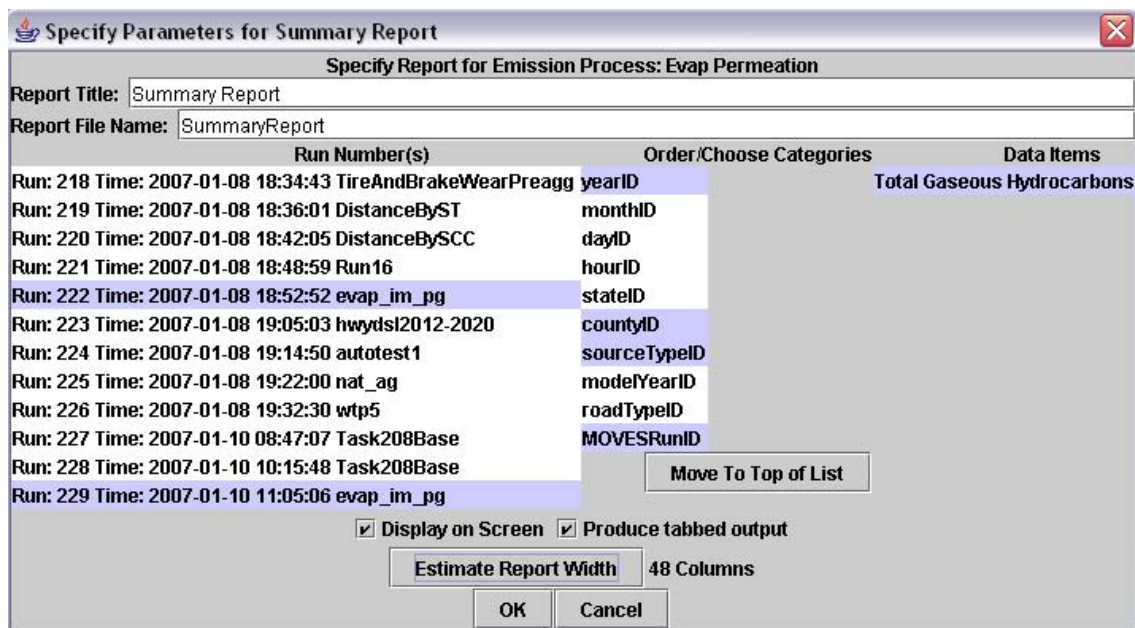 Specify Parameters for Summary Report
Specify Report for Emission Process: Evap Permeation
Report Title: Summary Report
Report File Name: SummaryReport
Run Number(s) Order/Choose Categories Data Items
Run: 218 Time: 2007-01-08 18:34:43 TireAndBrakeWearPreagg yearID Total Gaseous Hydrocarbons
Run: 219 Time: 2007-01-08 18:36:01 DistanceByST monthID
Run: 220 Time: 2007-01-08 18:42:05 DistanceBySCC dayID
Run: 221 Time: 2007-01-08 18:48:59 Run16 hourID
Run: 222 Time: 2007-01-08 18:52:52 evap_im_pg stateID
Run: 223 Time: 2007-01-08 19:05:03 hwydsl2012-2020 countyID
Run: 224 Time: 2007-01-08 19:14:50 autotest1 sourceTypeID
Run: 225 Time: 2007-01-08 19:22:00 nat_ag modelYearID
Run: 226 Time: 2007-01-08 19:32:30 wtp5 roadTypeID
Run: 227 Time: 2007-01-10 08:47:07 Task208Base MOVESRunID
Run: 228 Time: 2007-01-10 10:15:48 Task208Base
Move To Top of List
Run: 229 Time: 2007-01-10 11:05:06 evap_im_pg
Display on Screen Produce tabbed output
Estimate Report Width 48 Columns
OK Cancel